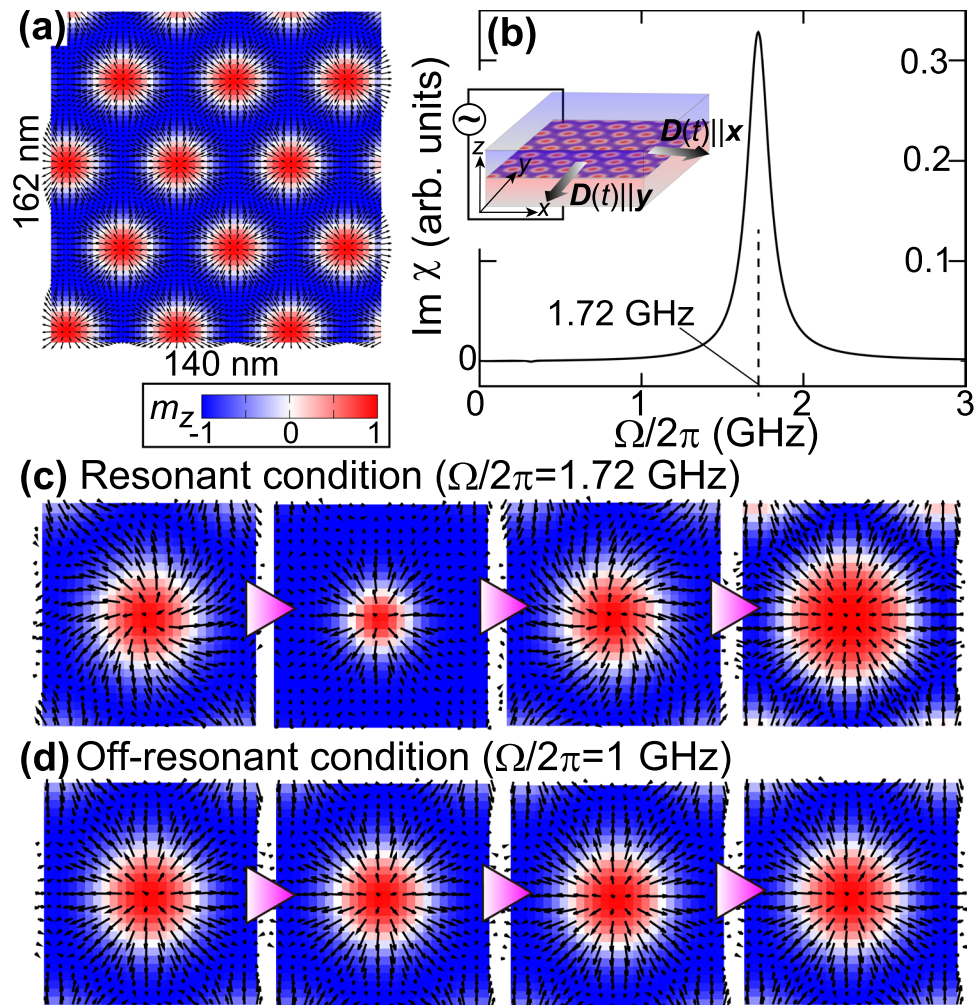 (a)
162 nm
140 nm
m_z
-1 0 1
(b)
Im χ (arb. units)
0.3
0.2
0.1
0
~
z
y
x
D(t)||x
D(t)||y
1.72 GHz
0 1 2 3
Ω/2π (GHz)
(c) Resonant condition (Ω/2π=1.72 GHz)
(d) Off-resonant condition (Ω/2π=1 GHz)